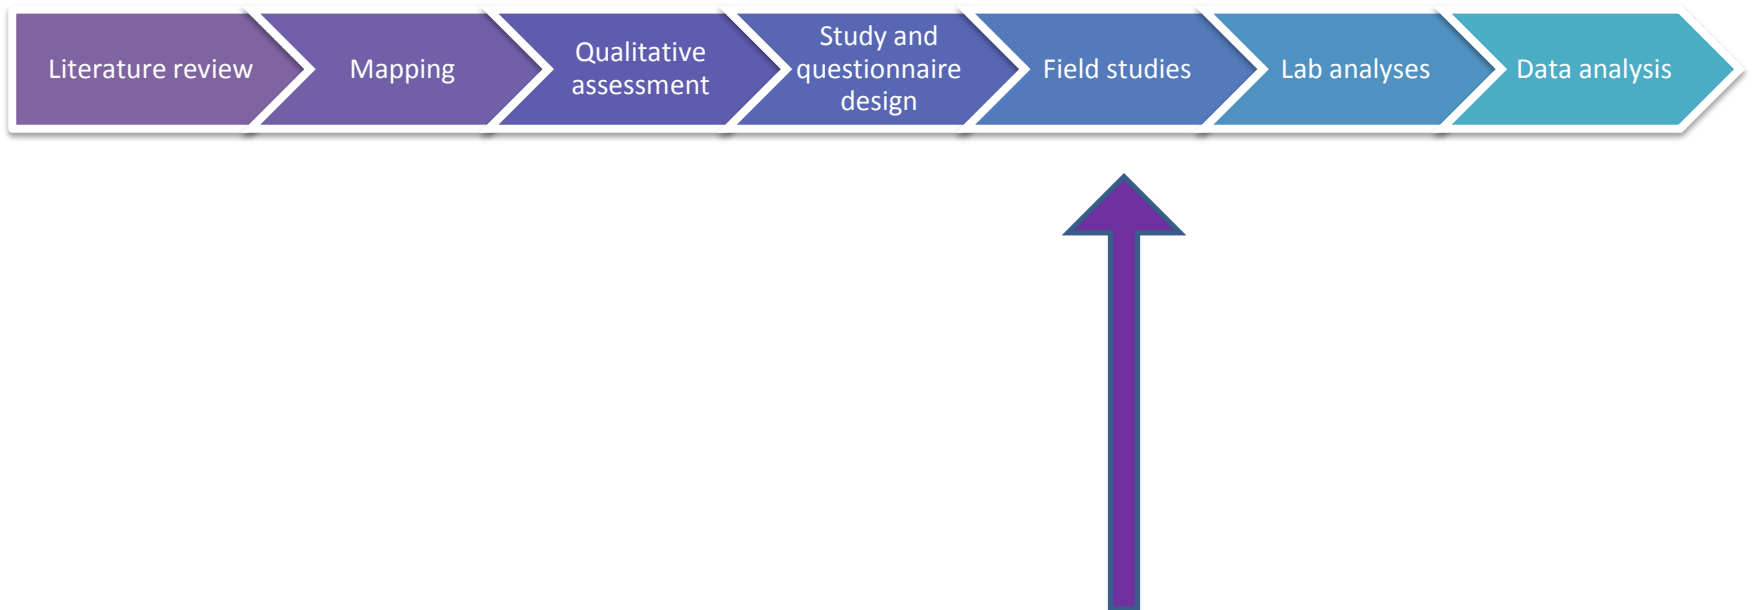 Literature review
Mapping
Qualitative
assessment
Study and
questionnaire
design
Field studies
Lab analyses
Data analysis